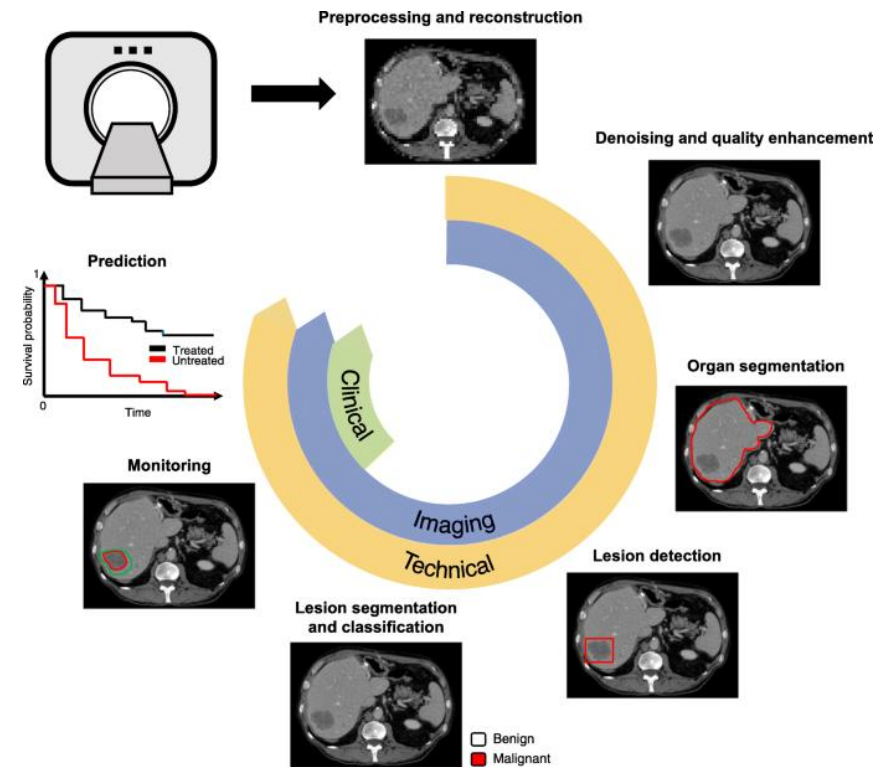 Preprocessing and reconstruction
Denoising and quality enhancement
Organ segmentation
Lesion detection
Lesion segmentation
and classification
Benign
Malignant
Monitoring
Prediction
1
Survival probability
Treated
Untreated
0
Time
Clinical
Imaging
Technical